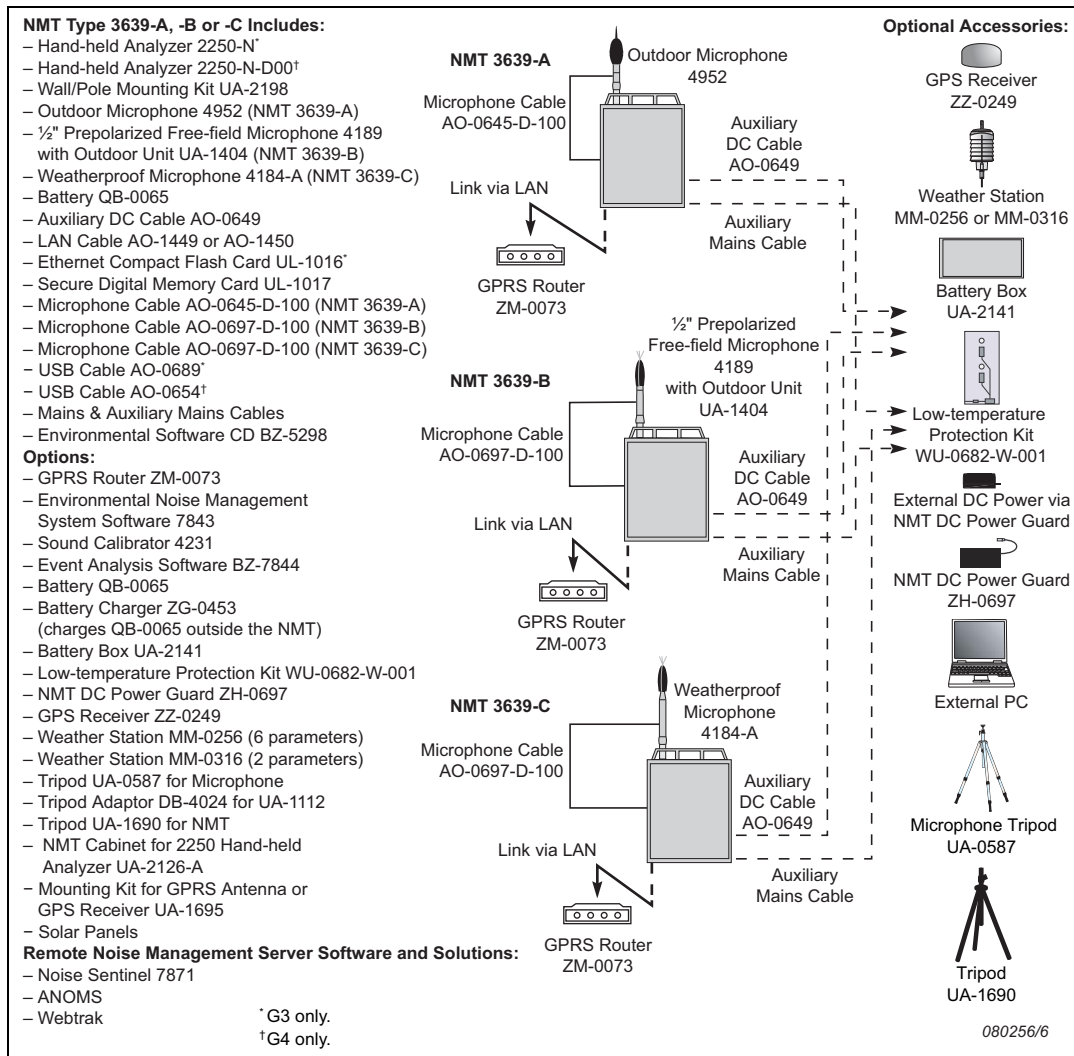 NMT Type 3639-A, -B or -C Includes:
– Hand-held Analyzer 2250-N*
– Hand-held Analyzer 2250-N-D00†
– Wall/Pole Mounting Kit UA-2198
– Outdoor Microphone 4952 (NMT 3639-A)
– ½" Prepolarized Free-field Microphone 4189
with Outdoor Unit UA-1404 (NMT 3639-B)
– Weatherproof Microphone 4184-A (NMT 3639-C)
– Battery QB-0065
– Auxiliary DC Cable AO-0649
– LAN Cable AO-1449 or AO-1450
– Ethernet Compact Flash Card UL-1016*
– Secure Digital Memory Card UL-1017
– Microphone Cable AO-0645-D-100 (NMT 3639-A)
– Microphone Cable AO-0697-D-100 (NMT 3639-B)
– Microphone Cable AO-0697-D-100 (NMT 3639-C)
– USB Cable AO-0689*
– USB Cable AO-0654†
– Mains & Auxiliary Mains Cables
– Environmental Software CD BZ-5298
Options:
– GPRS Router ZM-0073
– Environmental Noise Management
System Software 7843
– Sound Calibrator 4231
– Event Analysis Software BZ-7844
– Battery QB-0065
– Battery Charger ZG-0453
(charges QB-0065 outside the NMT)
– Battery Box UA-2141
– Low-temperature Protection Kit WU-0682-W-001
– NMT DC Power Guard ZH-0697
– GPS Receiver ZZ-0249
– Weather Station MM-0256 (6 parameters)
– Weather Station MM-0316 (2 parameters)
– Tripod UA-0587 for Microphone
– Tripod Adaptor DB-4024 for UA-1112
– Tripod UA-1690 for NMT
– NMT Cabinet for 2250 Hand-held
Analyzer UA-2126-A
– Mounting Kit for GPRS Antenna or
GPS Receiver UA-1695
– Solar Panels
Remote Noise Management Server Software and Solutions:
– Noise Sentinel 7871
– ANOMS
– Webtrak
* G3 only.
† G4 only.
NMT 3639-A
Outdoor Microphone
4952
Microphone Cable
AO-0645-D-100
Auxiliary
DC Cable
AO-0649
Link via LAN
Auxiliary
Mains Cable
GPRS Router
ZM-0073
½" Prepolarized
Free-field Microphone
4189
with Outdoor Unit
UA-1404
NMT 3639-B
Microphone Cable
AO-0697-D-100
Auxiliary
DC Cable
AO-0649
Link via LAN
Auxiliary
Mains Cable
GPRS Router
ZM-0073
NMT 3639-C
Weatherproof
Microphone
4184-A
Microphone Cable
AO-0697-D-100
Auxiliary
DC Cable
AO-0649
Link via LAN
Auxiliary
Mains Cable
GPRS Router
ZM-0073
Optional Accessories:
GPS Receiver
ZZ-0249
Weather Station
MM-0256 or MM-0316
Battery Box
UA-2141
Low-temperature
Protection Kit
WU-0682-W-001
External DC Power via
NMT DC Power Guard
NMT DC Power Guard
ZH-0697
External PC
Microphone Tripod
UA-0587
Tripod
UA-1690
080256/6